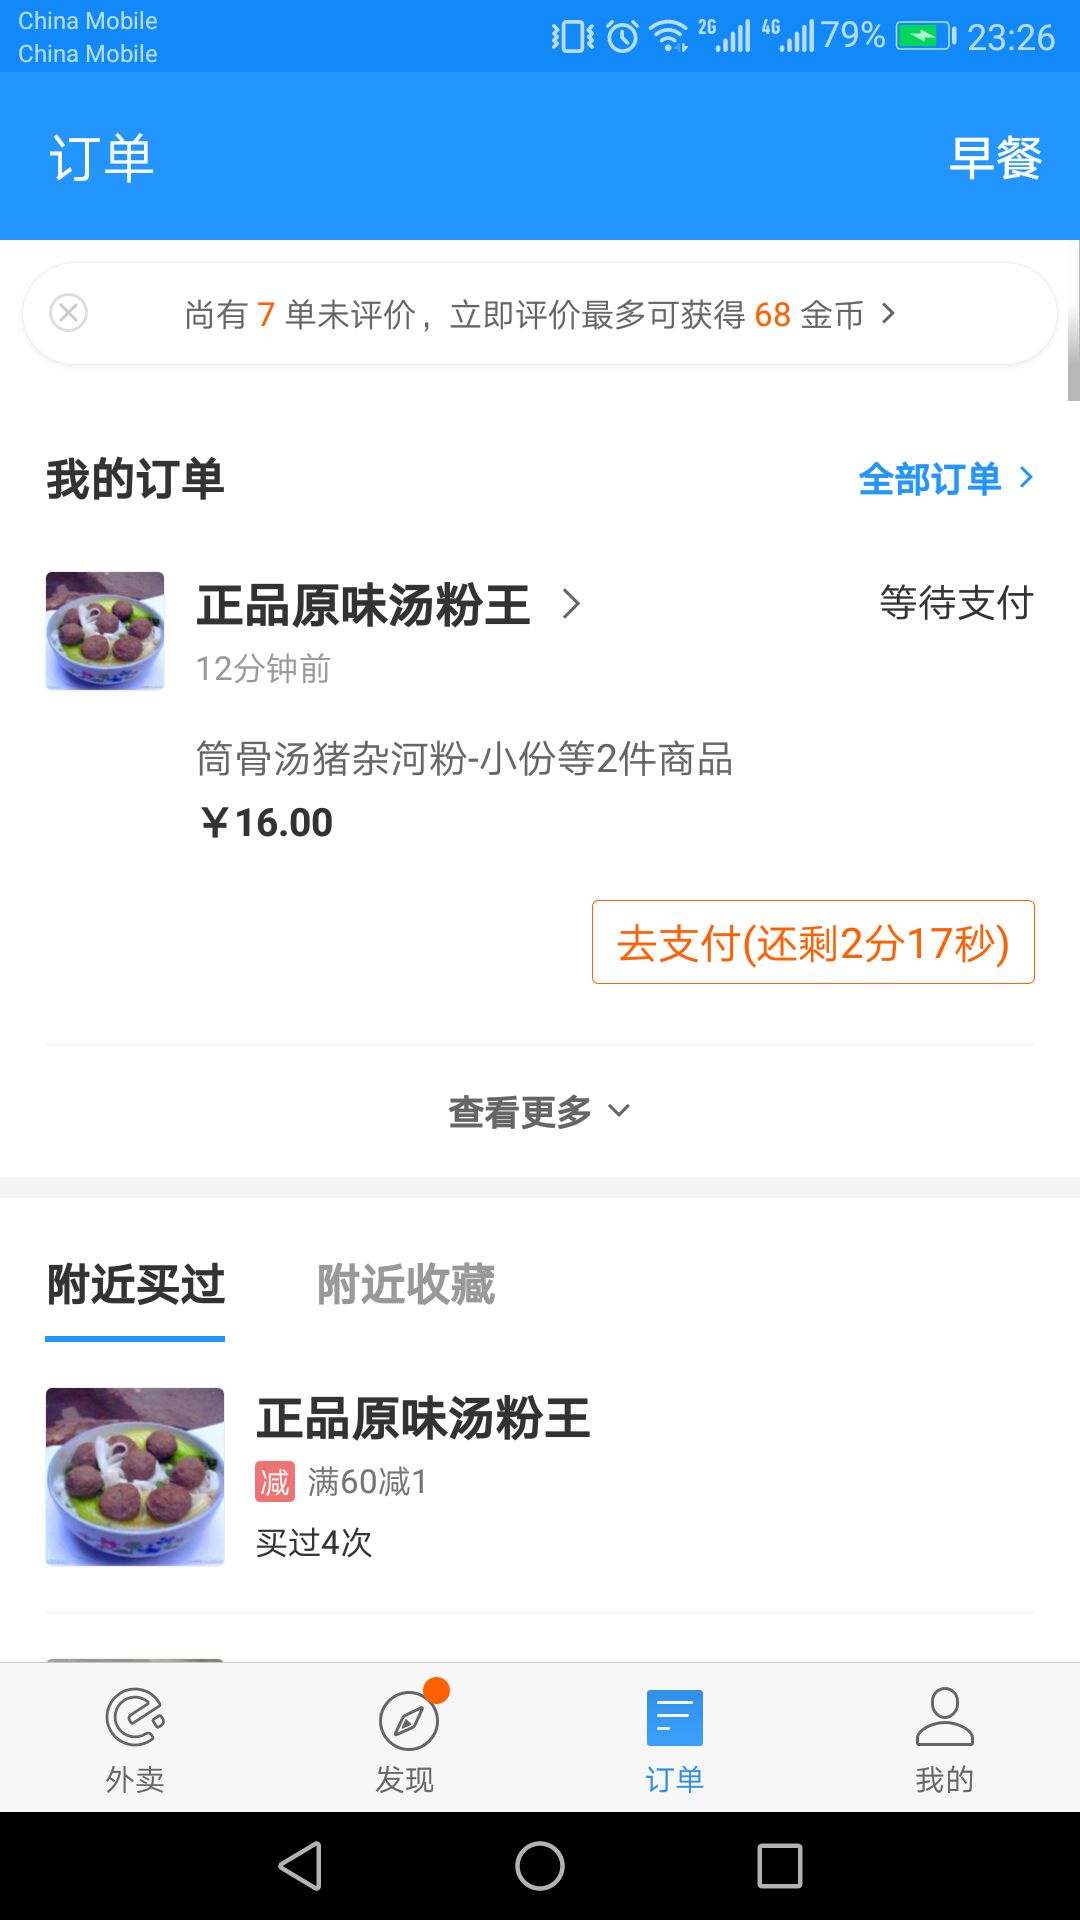 China Mobile
China Mobile
2G 4G 79% 23:26
订单 早餐
尚有 7 单未评价，立即评价最多可获得 68 金币
我的订单 全部订单
正品原味汤粉王 等待支付
12分钟前
筒骨汤猪杂河粉-小份等2件商品
￥16.00
去支付(还剩2分17秒)
查看更多
附近买过 附近收藏
正品原味汤粉王
减 满60减1
买过4次
外卖 发现 订单 我的